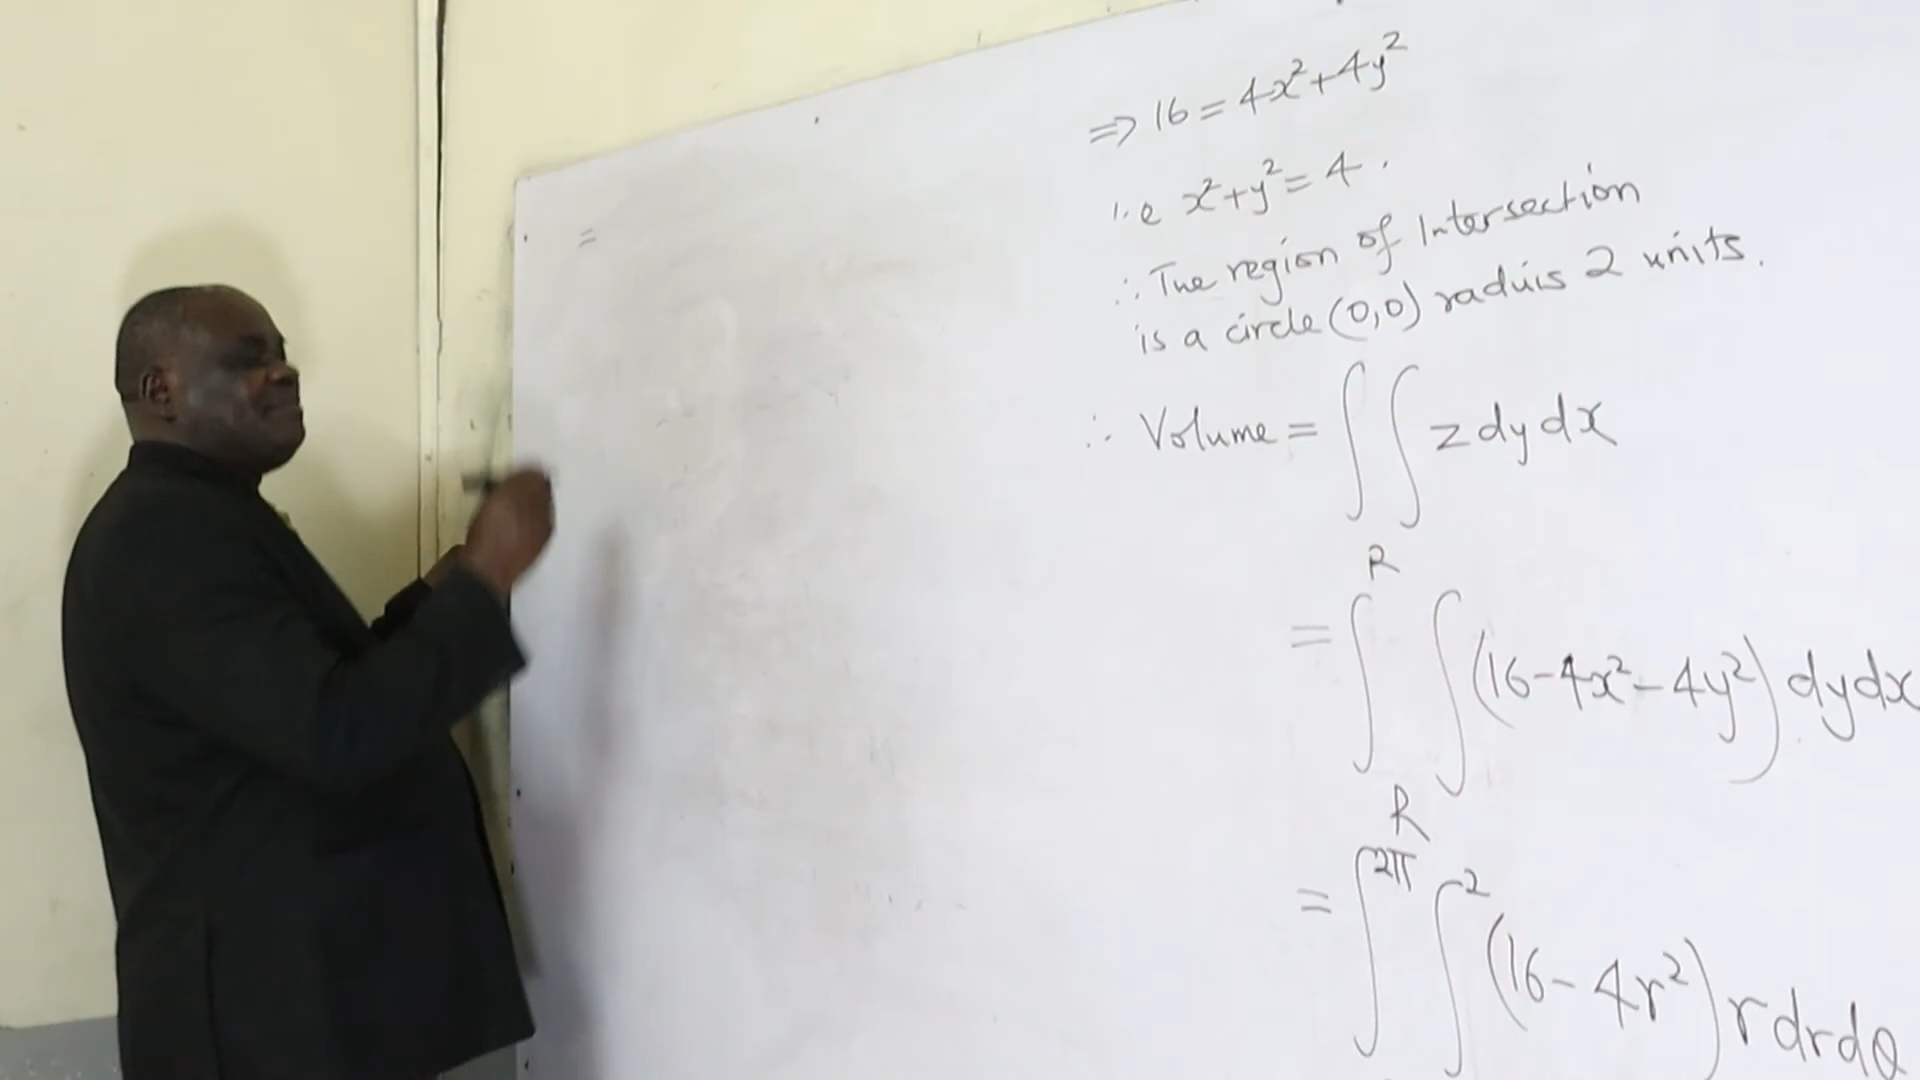 =
⇒ 16 = 4x²+4y²
i.e x²+y² = 4 .
∴ The region of Intersection
is a circle (0,0) raduis 2 units.
∴ Volume = ∫∫ z dy dx
R
= ∫∫ (16-4x²-4y²) dy dx
R
= ∫^2π ∫^2 (16-4r²) r dr dθ